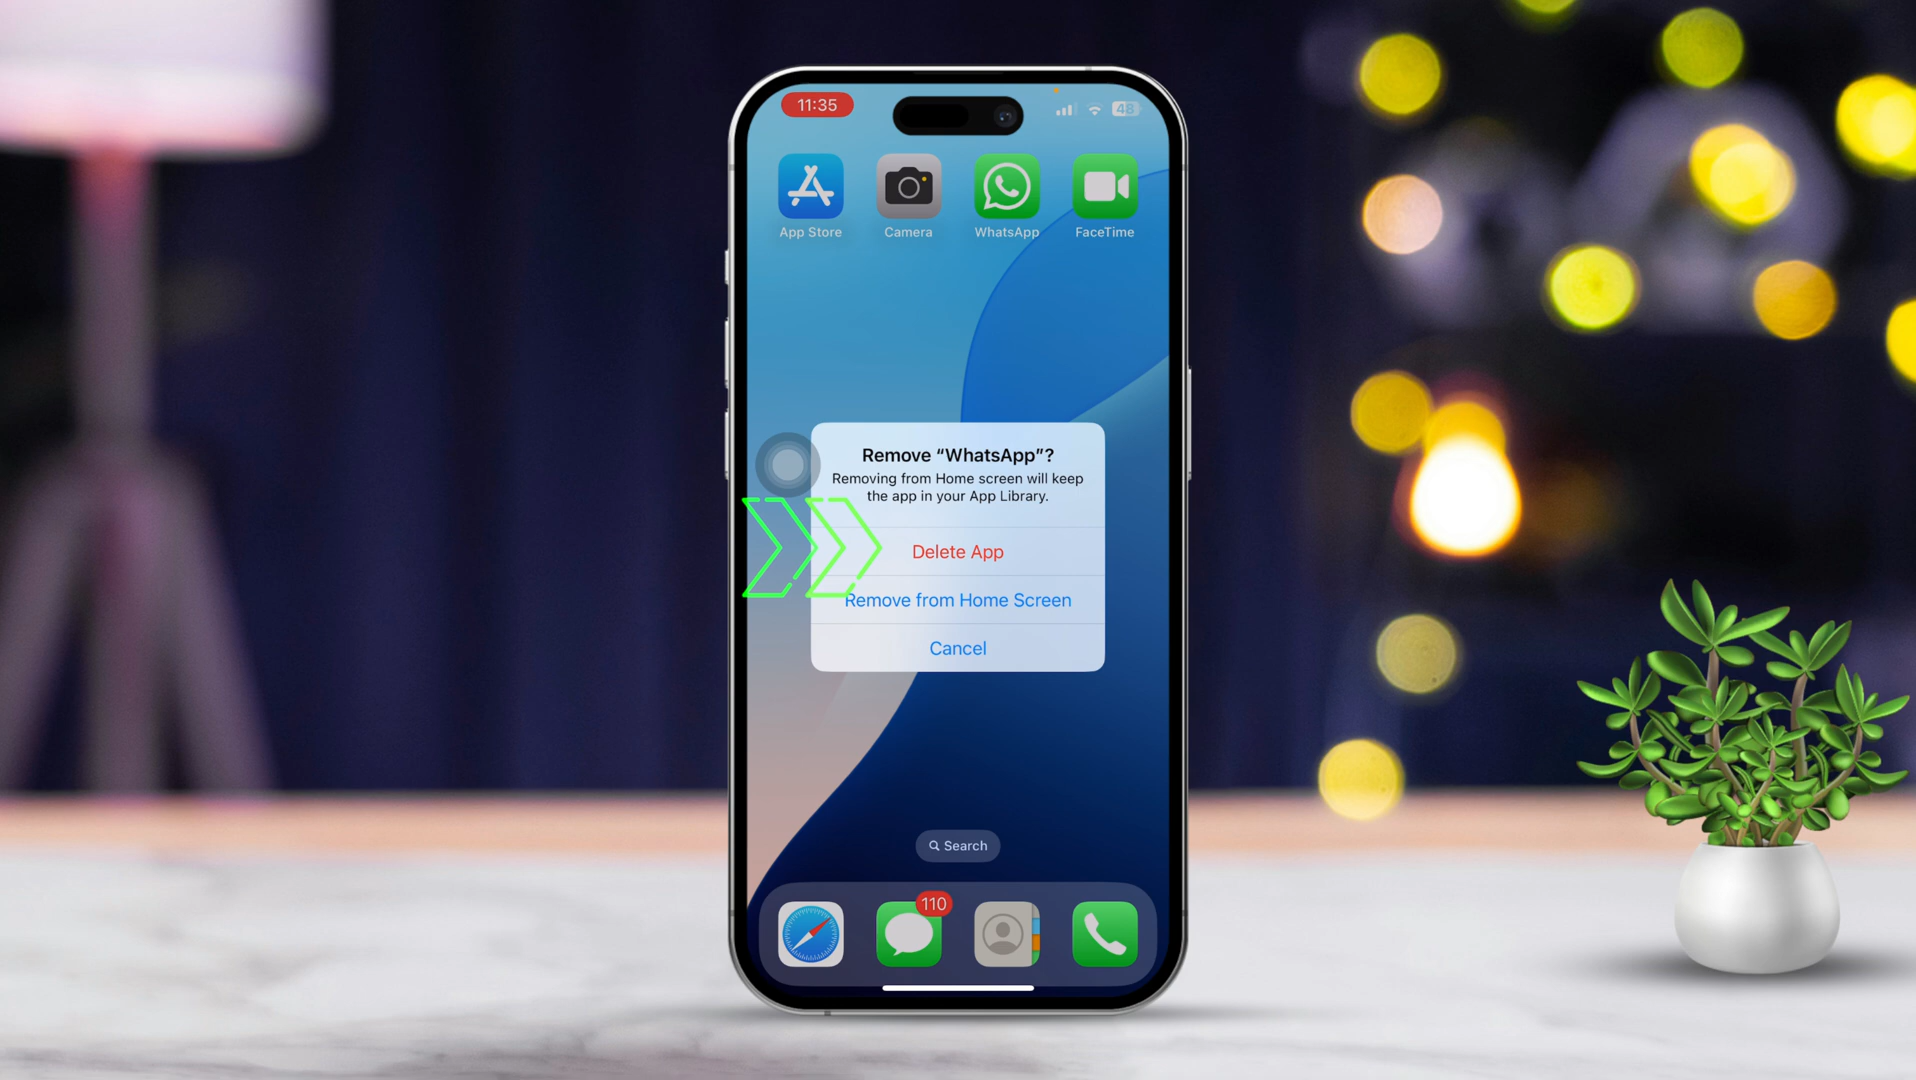 11:35
48
App Store
Camera
WhatsApp
FaceTime
Remove “WhatsApp”?
Removing from Home screen will keep
the app in your App Library.
Delete App
Remove from Home Screen
Cancel
Search
110